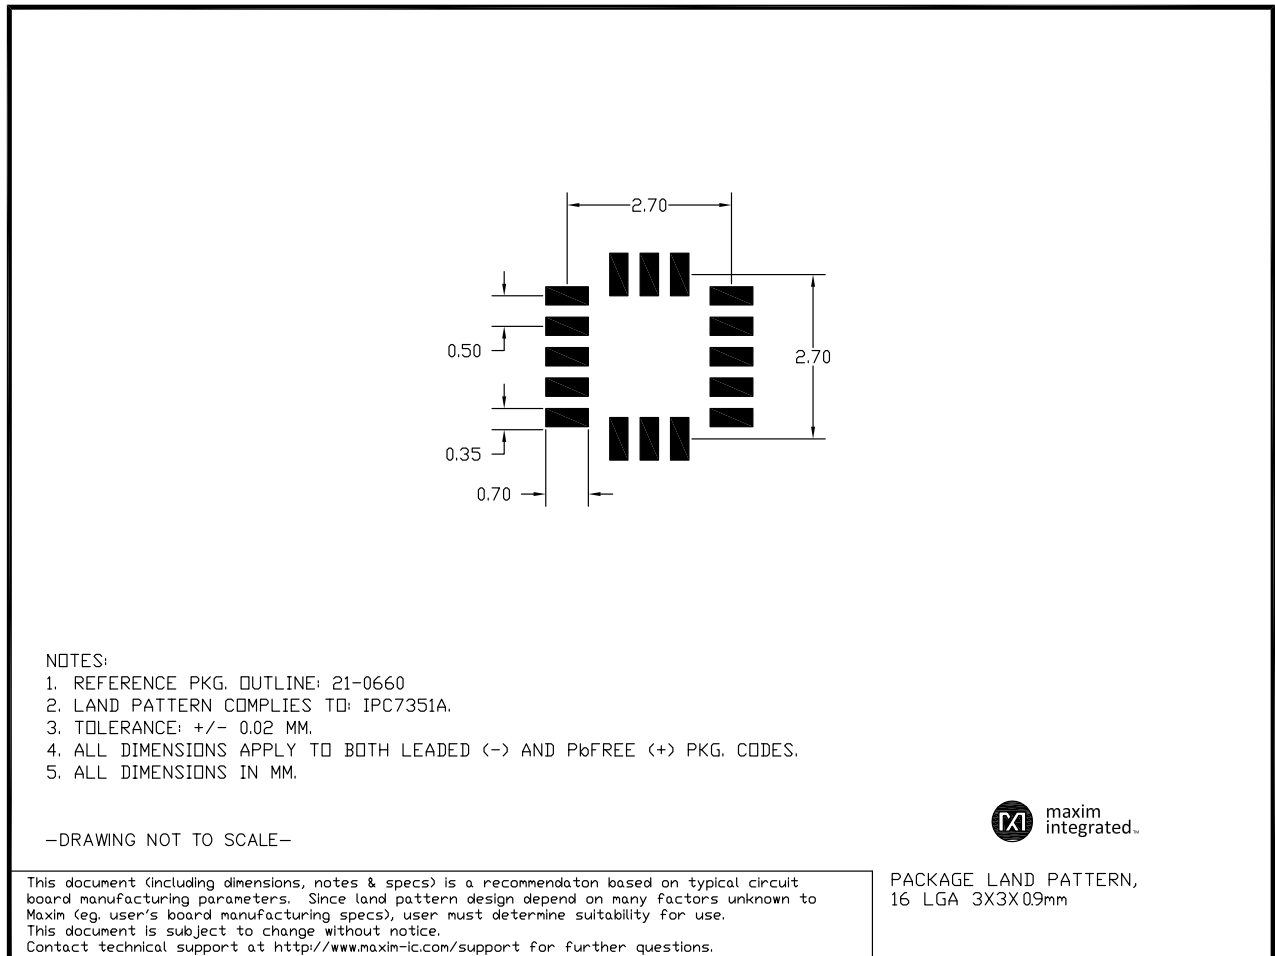 2.70
2.70
0.50
0.35
0.70
NOTES:
1. REFERENCE PKG. OUTLINE: 21-0660
2. LAND PATTERN COMPLIES TO: IPC7351A.
3. TOLERANCE: +/- 0.02 MM.
4. ALL DIMENSIONS APPLY TO BOTH LEADED (-) AND PbFREE (+) PKG. CODES.
5. ALL DIMENSIONS IN MM.
maxim
integrated™
-DRAWING NOT TO SCALE-
This document (including dimensions, notes & specs) is a recommendaton based on typical circuit
board manufacturing parameters. Since land pattern design depend on many factors unknown to
Maxim (eg. user's board manufacturing specs), user must determine suitability for use.
This document is subject to change without notice.
Contact technical support at http://www.maxim-ic.com/support for further questions.
PACKAGE LAND PATTERN,
16 LGA 3X3X0.9mm